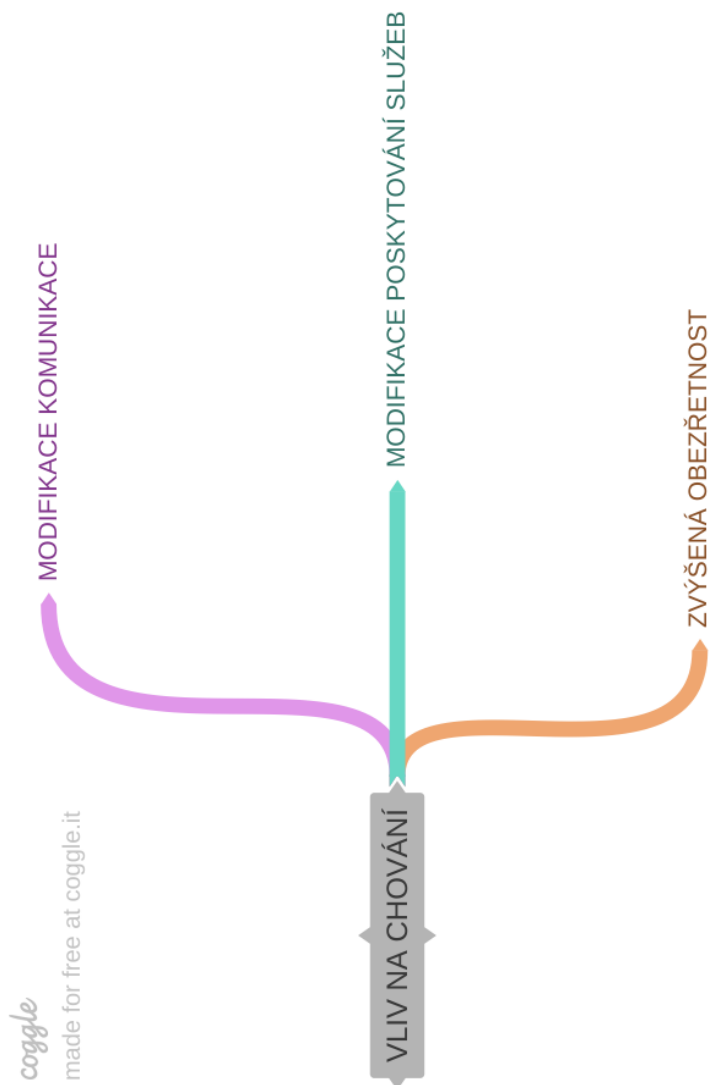 coggle
made for free at coggle.it
MODIFIKACE KOMUNIKACE
VLIV NA CHOVÁNÍ
MODIFIKACE POSKYTOVÁNÍ SLUŽEB
ZVÝŠENÁ OBEZŘETNOST